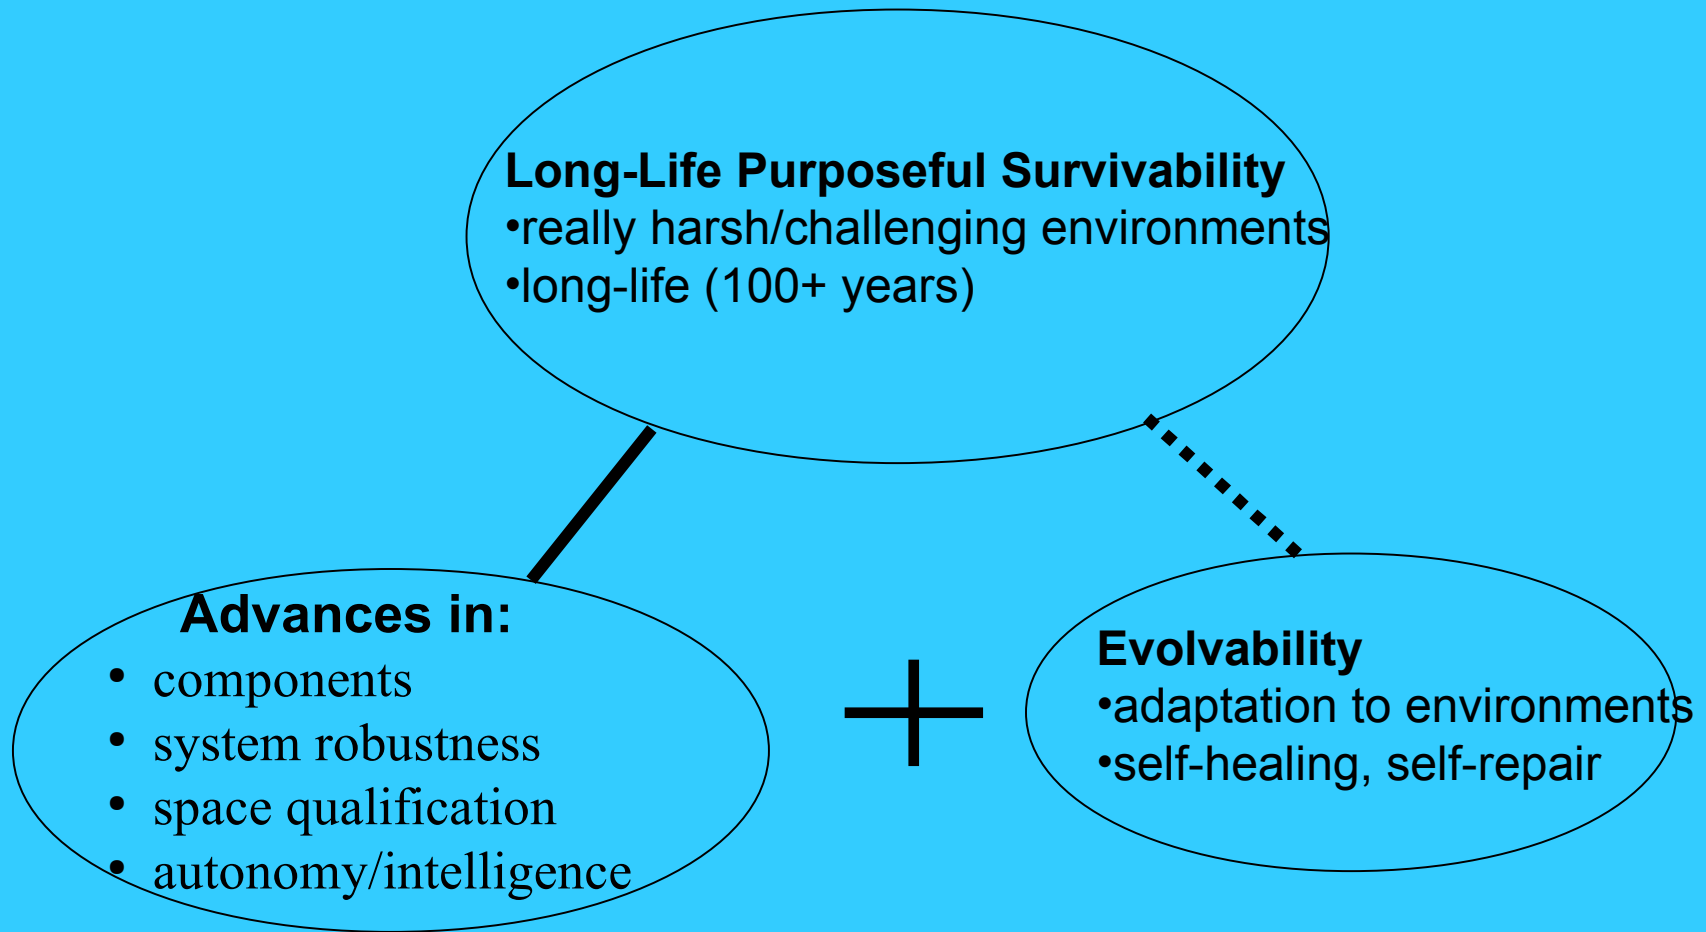 Long-Life Purposeful Survivability
•really harsh/challenging environments
•long-life (100+ years)
Advances in:
• components
• system robustness
• space qualification
• autonomy/intelligence
Evolvability
•adaptation to environments
•self-healing, self-repair